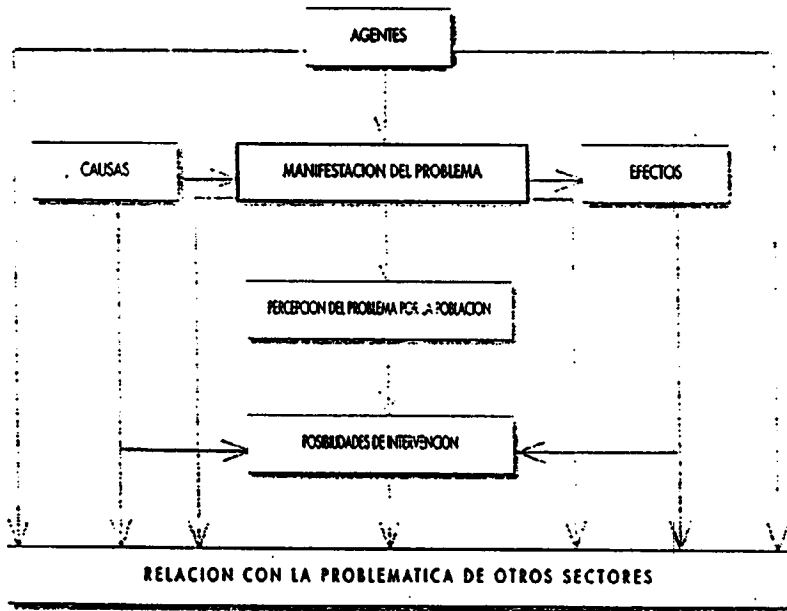 AGENTES
CAUSAS
MANIFESTACION DEL PROBLEMA
EFECTOS
PERCEPCION DEL PROBLEMA POR LA POBLACION
POSIBILIDADES DE INTERVENCION
RELACION CON LA PROBLEMATICA DE OTROS SECTORES